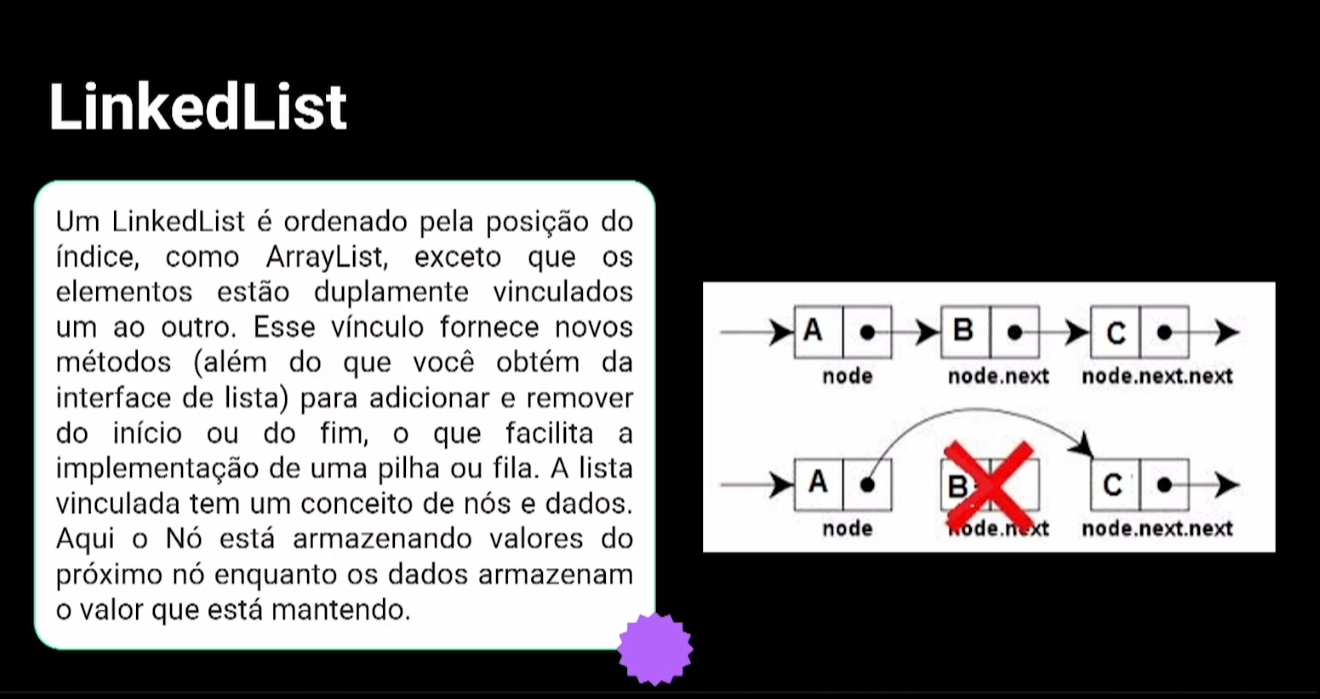 LinkedList
Um LinkedList é ordenado pela posição do
índice, como ArrayList, exceto que os
elementos estão duplamente vinculados
um ao outro. Esse vínculo fornece novos
métodos (além do que você obtém da
interface de lista) para adicionar e remover
do início ou do fim, o que facilita a
implementação de uma pilha ou fila. A lista
vinculada tem um conceito de nós e dados.
Aqui o Nó está armazenando valores do
próximo nó enquanto os dados armazenam
o valor que está mantendo.
A B C
node node.next node.next.next
A B C
node node.next node.next.next